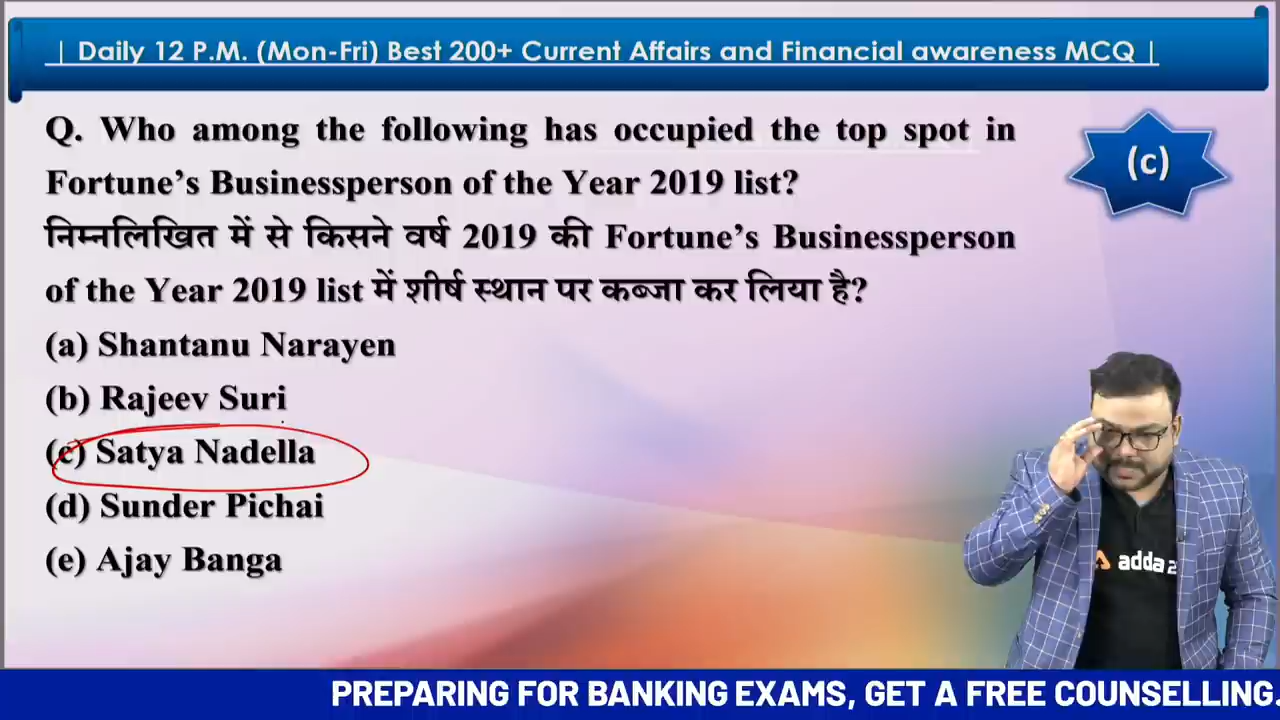 | Daily 12 P.M. (Mon-Fri) Best 200+ Current Affairs and Financial awareness MCQ |
Q. Who among the following has occupied the top spot in
Fortune's Businessperson of the Year 2019 list?
(c)
निम्नलिखित में से किसने वर्ष 2019 की Fortune's Businessperson
of the Year 2019 list में शीर्ष स्थान पर कब्जा कर लिया है?
(a) Shantanu Narayen
(b) Rajeev Suri
(c) Satya Nadella
(d) Sunder Pichai
(e) Ajay Banga
adda2
PREPARING FOR BANKING EXAMS, GET A FREE COUNSELLING.